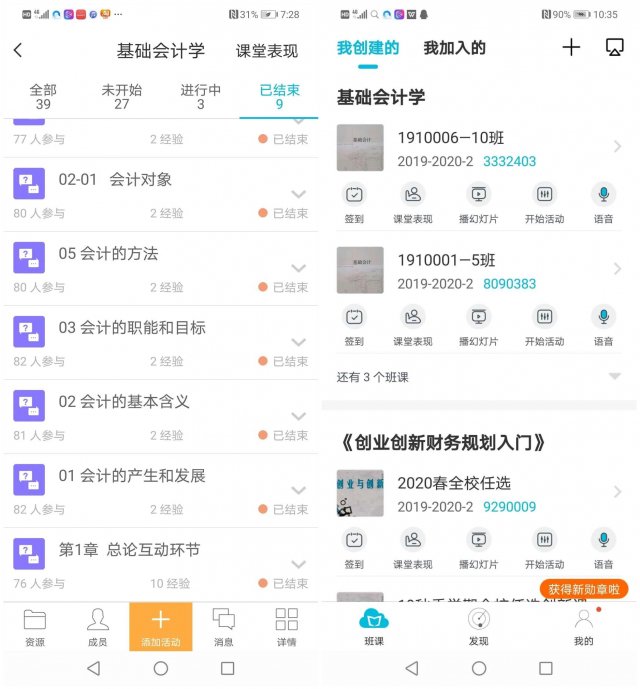 31% 7:28
基础会计学 课堂表现
全部 未开始 进行中 已结束
39 27 3 9
77 人参与 2 经验 已结束
02-01 会计对象
80 人参与 2 经验 已结束
05 会计的方法
80 人参与 2 经验 已结束
03 会计的职能和目标
82 人参与 2 经验 已结束
02 会计的基本含义
81 人参与 2 经验 已结束
01 会计的产生和发展
82 人参与 2 经验 已结束
第1章 总论互动环节
76 人参与 10 经验 已结束
资源 成员 添加活动 消息 详情
90% 10:35
我创建的 我加入的
基础会计学
基础会计
1910006—10班
2019-2020-2 3332403
签到 课堂表现 播幻灯片 开始活动 语音
基础会计
1910001—5班
2019-2020-2 8090383
签到 课堂表现 播幻灯片 开始活动 语音
还有 3 个班课
《创业创新财务规划入门》
创业与创新
2020春全校任选
2019-2020-2 9290009
签到 课堂表现 播幻灯片 开始活动 语音
获得新勋章啦
班课 发现 我的